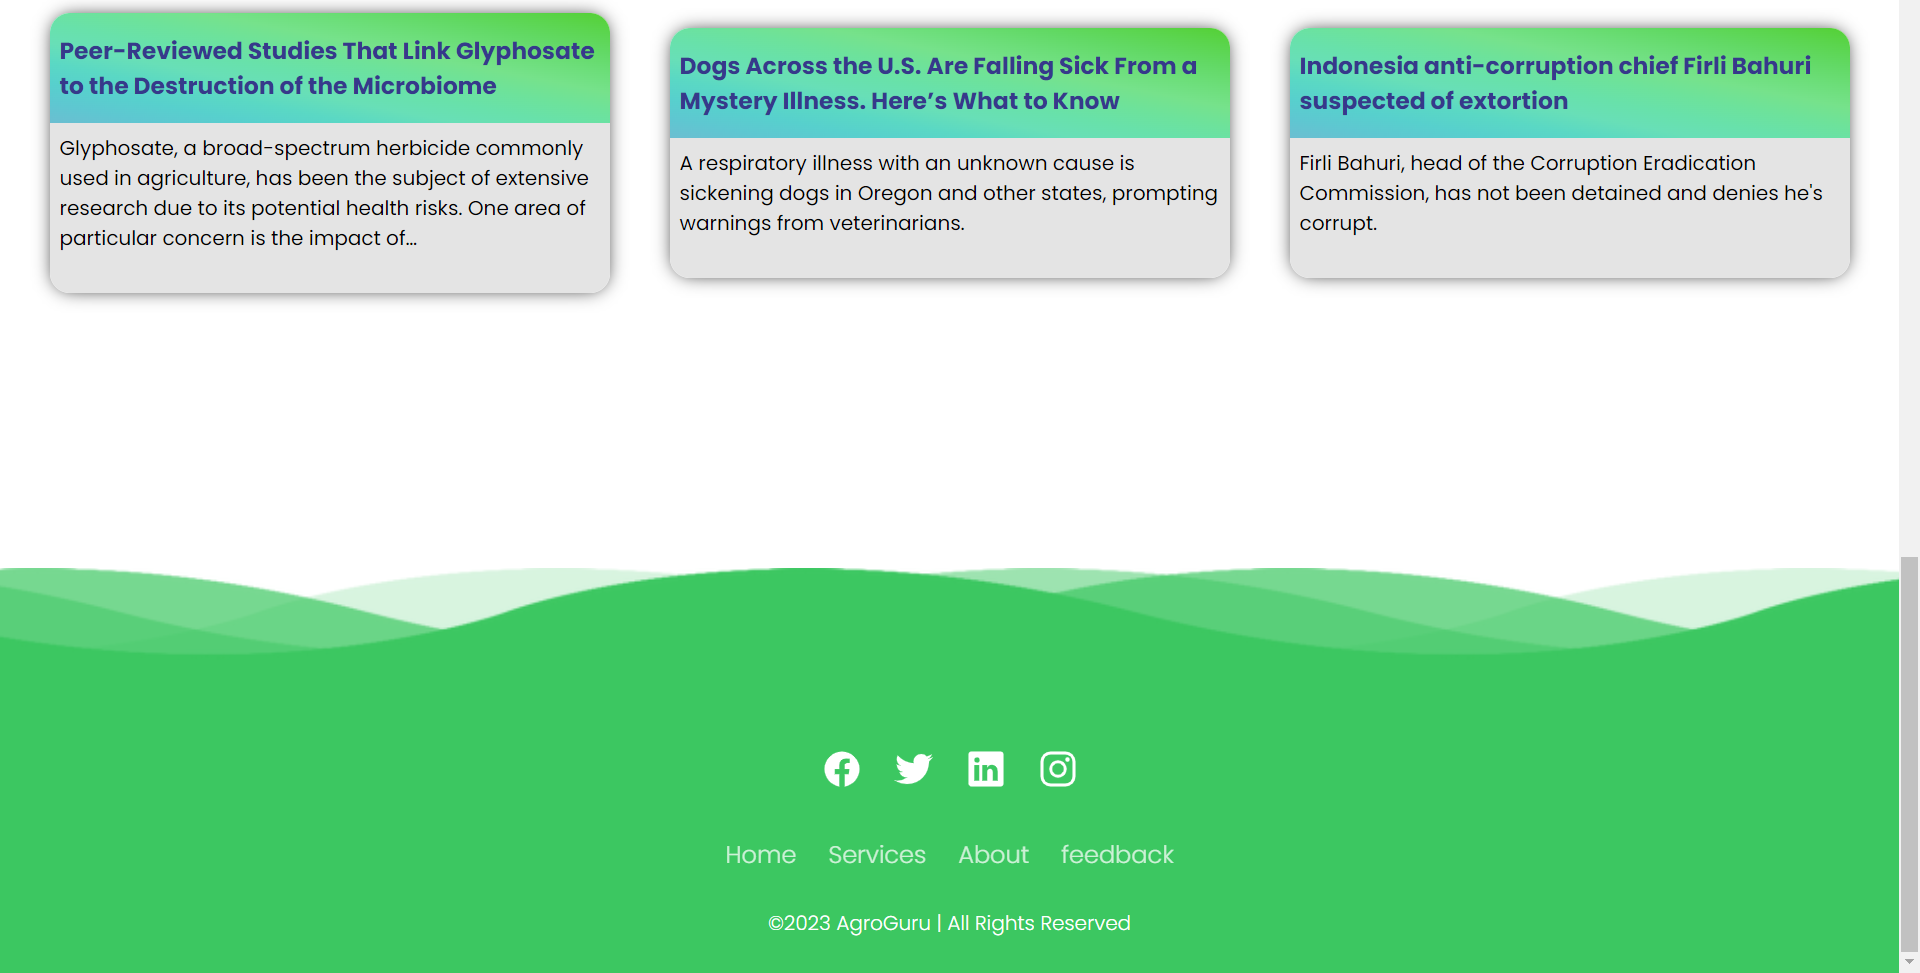 Peer-Reviewed Studies That Link Glyphosate
to the Destruction of the Microbiome
Glyphosate, a broad-spectrum herbicide commonly
used in agriculture, has been the subject of extensive
research due to its potential health risks. One area of
particular concern is the impact of…
Dogs Across the U.S. Are Falling Sick From a
Mystery Illness. Here’s What to Know
A respiratory illness with an unknown cause is
sickening dogs in Oregon and other states, prompting
warnings from veterinarians.
Indonesia anti-corruption chief Firli Bahuri
suspected of extortion
Firli Bahuri, head of the Corruption Eradication
Commission, has not been detained and denies he's
corrupt.
Home Services About feedback
©2023 AgroGuru | All Rights Reserved